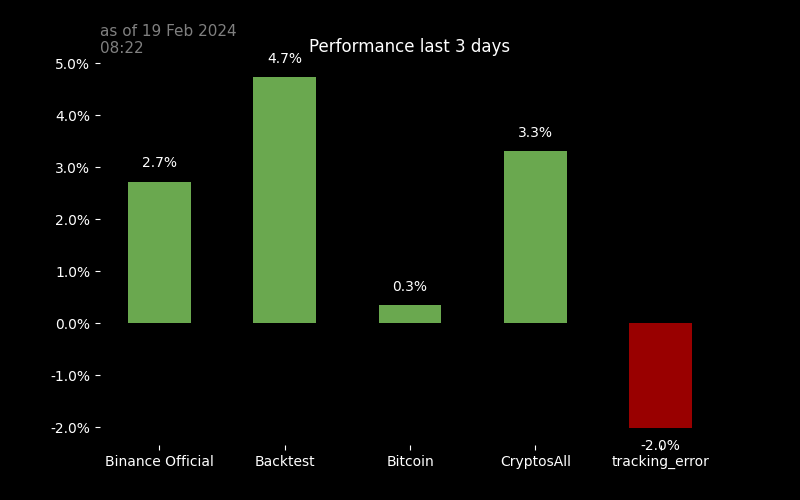 as of 19 Feb 2024
08:22
Performance last 3 days
5.0%
4.0%
3.0%
2.0%
1.0%
0.0%
-1.0%
-2.0%
2.7%
4.7%
0.3%
3.3%
-2.0%
Binance Official
Backtest
Bitcoin
CryptosAll
tracking_error